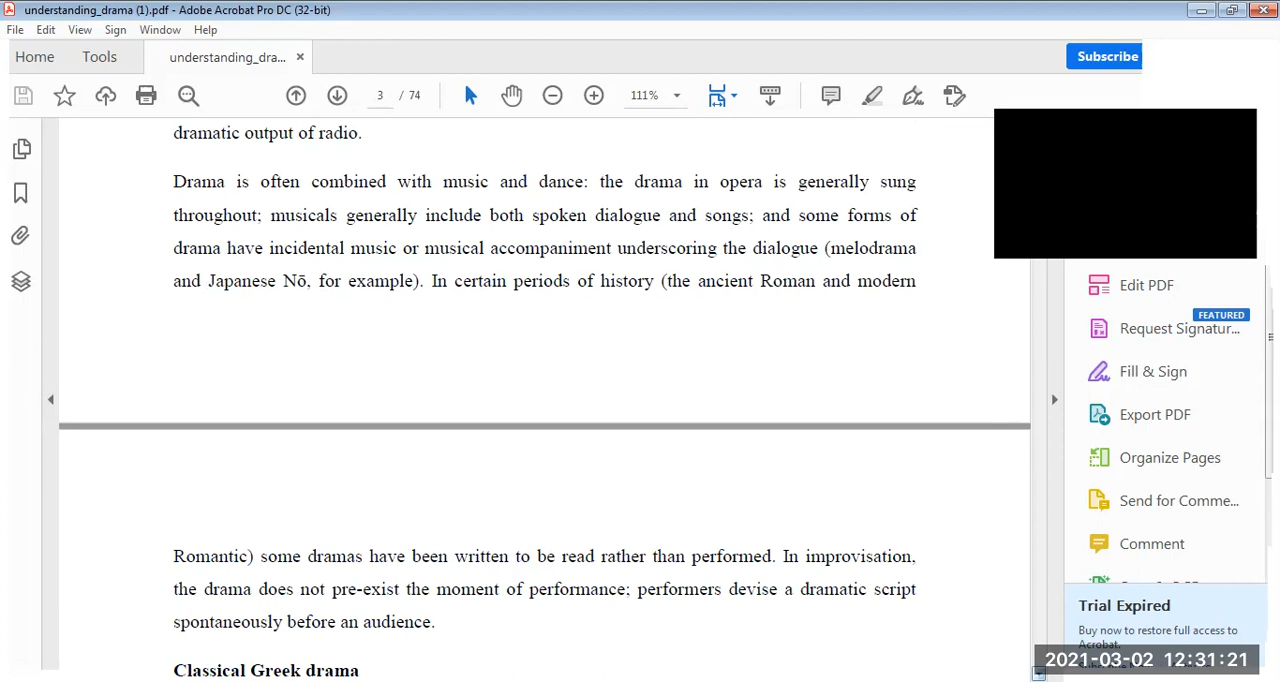 understanding_drama (1).pdf - Adobe Acrobat Pro DC (32-bit)
File Edit View Sign Window Help
Home Tools understanding_dra... ×
Subscribe
3 / 74 111%
dramatic output of radio.
Drama is often combined with music and dance: the drama in opera is generally sung
throughout; musicals generally include both spoken dialogue and songs; and some forms of
drama have incidental music or musical accompaniment underscoring the dialogue (melodrama
and Japanese Nō, for example). In certain periods of history (the ancient Roman and modern
Romantic) some dramas have been written to be read rather than performed. In improvisation,
the drama does not pre-exist the moment of performance; performers devise a dramatic script
spontaneously before an audience.
Classical Greek drama
Edit PDF
FEATURED
Request Signatur...
Fill & Sign
Export PDF
Organize Pages
Send for Comme...
Comment
Trial Expired
Buy now to restore full access to
Acrobat.
2021-03-02 12:31:21